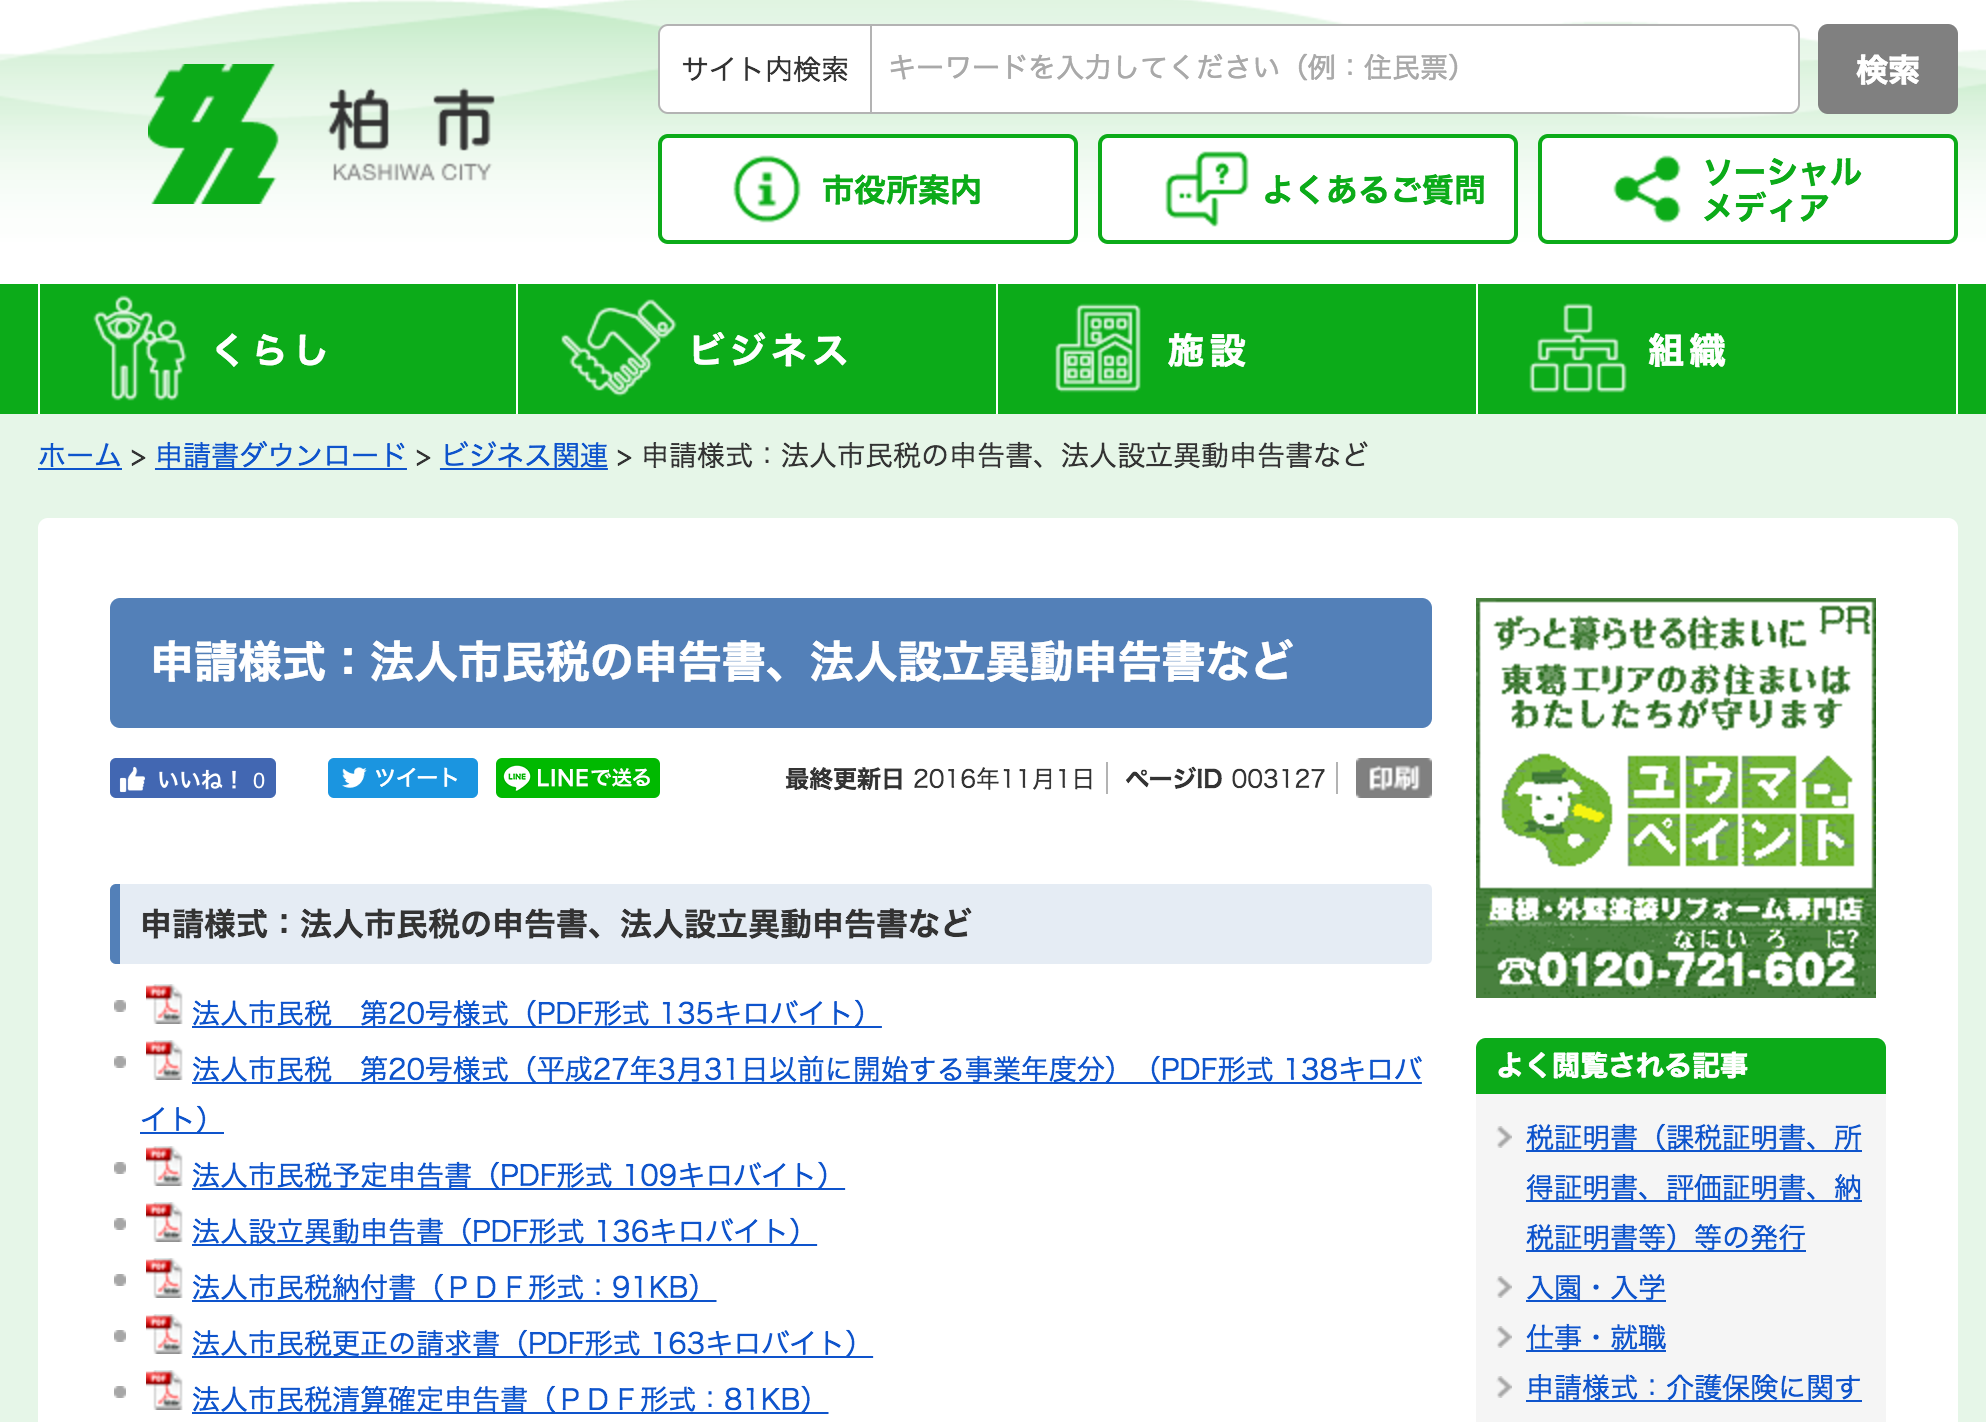 柏市
KASHIWA CITY
サイト内検索
キーワードを入力してください（例：住民票）
検索
市役所案内
よくあるご質問
ソーシャル
メディア
くらし
ビジネス
施設
組織
ホーム > 申請書ダウンロード > ビジネス関連 > 申請様式：法人市民税の申告書、法人設立異動申告書など
申請様式：法人市民税の申告書、法人設立異動申告書など
いいね！ 0
ツイート
LINE LINEで送る
最終更新日 2016年11月1日
ページID 003127
印刷
申請様式：法人市民税の申告書、法人設立異動申告書など
PDF 法人市民税　第20号様式（PDF形式 135キロバイト）
PDF 法人市民税　第20号様式（平成27年3月31日以前に開始する事業年度分）（PDF形式 138キロバ
イト）
PDF 法人市民税予定申告書（PDF形式 109キロバイト）
PDF 法人設立異動申告書（PDF形式 136キロバイト）
PDF 法人市民税納付書（ＰＤＦ形式：91KB）
PDF 法人市民税更正の請求書（PDF形式 163キロバイト）
PDF 法人市民税清算確定申告書（ＰＤＦ形式：81KB）
PR
ずっと暮らせる住まいに
東葛エリアのお住まいは
わたしたちが守ります
ユウマ
ペイント
屋根・外壁塗装リフォーム専門店
なにいろに?
☎0120-721-602
よく閲覧される記事
税証明書（課税証明書、所
得証明書、評価証明書、納
税証明書等）等の発行
入園・入学
仕事・就職
申請様式：介護保険に関す